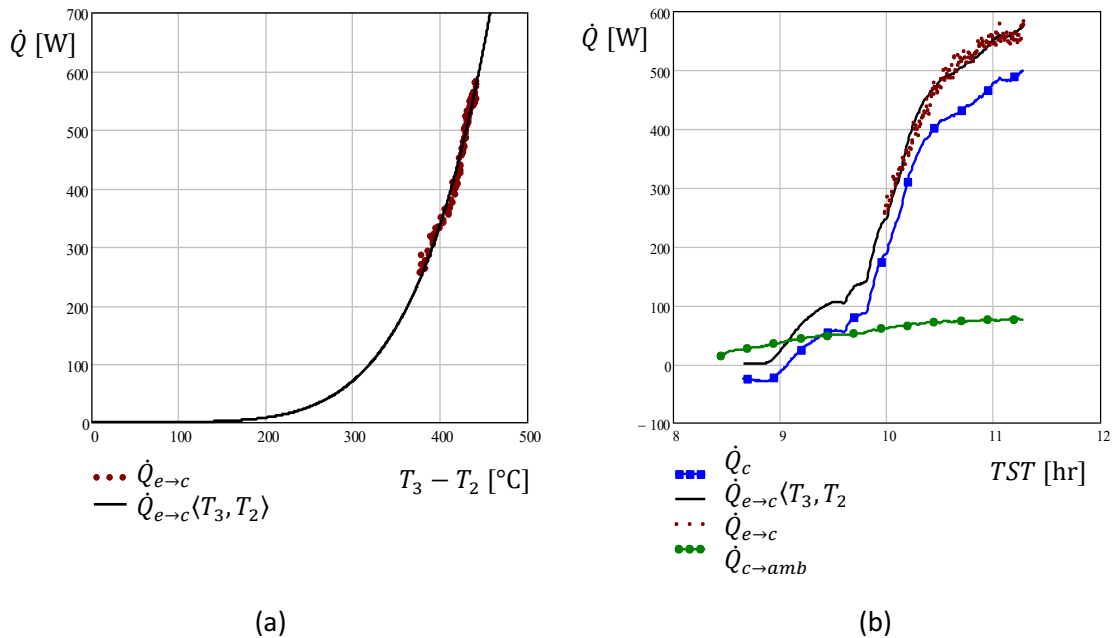 700
Q̇ [W]
600
500
400
300
200
100
0
0 100 200 300 400 500
T₃ − T₂ [°C]
Q̇ₑ→c
Q̇ₑ→c⟨T₃, T₂⟩
(a)
600
Q̇ [W]
500
400
300
200
100
0
− 100
8 9 10 11 12
TST [hr]
Q̇c
Q̇ₑ→c⟨T₃, T₂
Q̇ₑ→c
Q̇c→amb
(b)